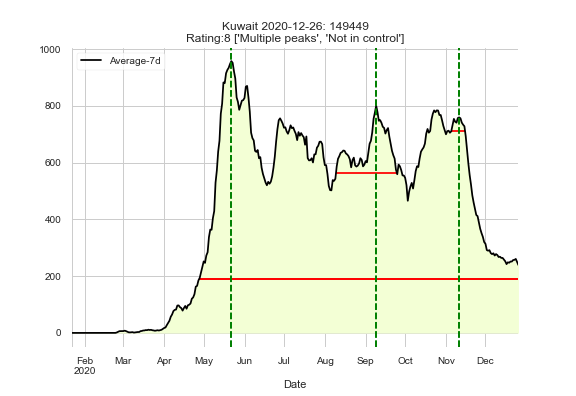 Kuwait 2020-12-26: 149449
Rating:8 ['Multiple peaks', 'Not in control']
1000
Average-7d
800
600
400
200
0
Feb Mar Apr May Jun Jul Aug Sep Oct Nov Dec
2020
Date